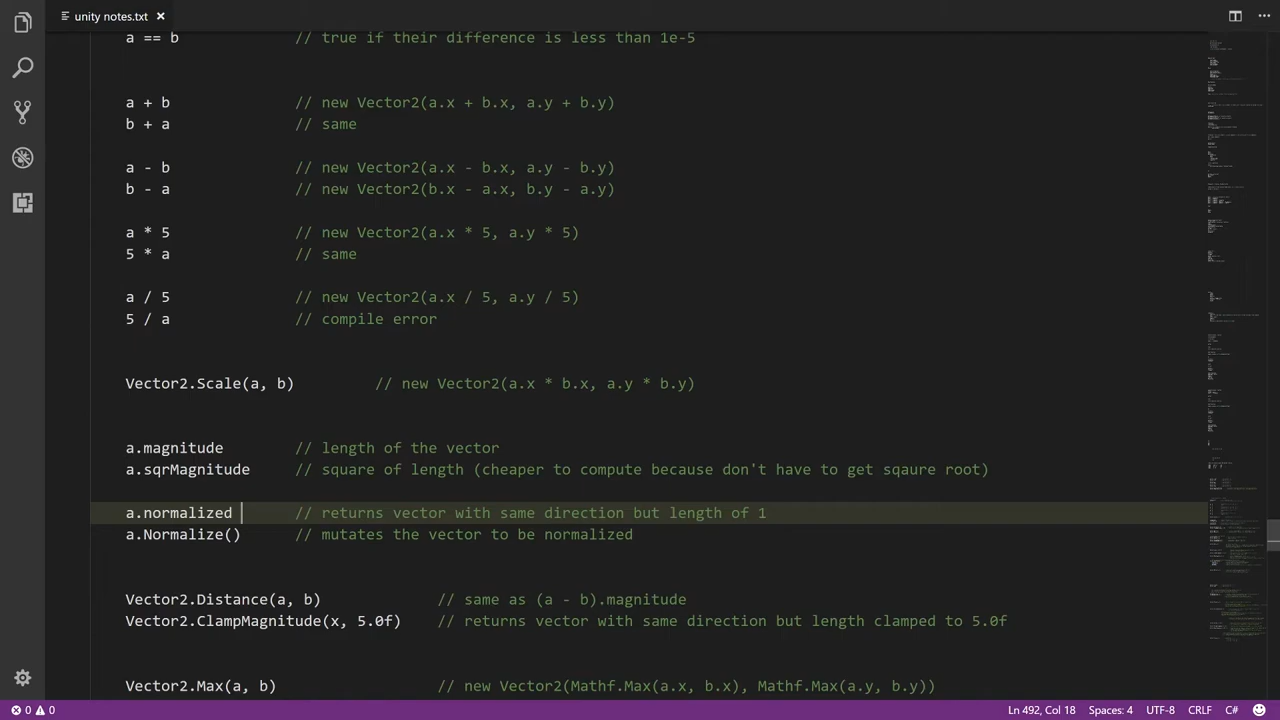 unity notes.txt
a == b // true if their difference is less than 1e-5
a + b // new Vector2(a.x + b.x, a.y + b.y)
b + a // same
a - b // new Vector2(a.x - b.x, a.y - b.y)
b - a // new Vector2(b.x - a.x, b.y - a.y)
a * 5 // new Vector2(a.x * 5, a.y * 5)
5 * a // same
a / 5 // new Vector2(a.x / 5, a.y / 5)
5 / a // compile error
Vector2.Scale(a, b) // new Vector2(a.x * b.x, a.y * b.y)
a.magnitude // length of the vector
a.sqrMagnitude // square of length (cheaper to compute because don't have to get sqaure root)
a.normalized // returns vector with same direction but length of 1
a.Normalize() // mutates the vector to be normalized
Vector2.Distance(a, b) // same as (a - b).magnitude
Vector2.ClampMagnitude(x, 5.0f) // return vector with same direction but length clamped to 5.0f
Vector2.Max(a, b) // new Vector2(Mathf.Max(a.x, b.x), Mathf.Max(a.y, b.y))
0 0 Ln 492, Col 18 Spaces: 4 UTF-8 CRLF C#